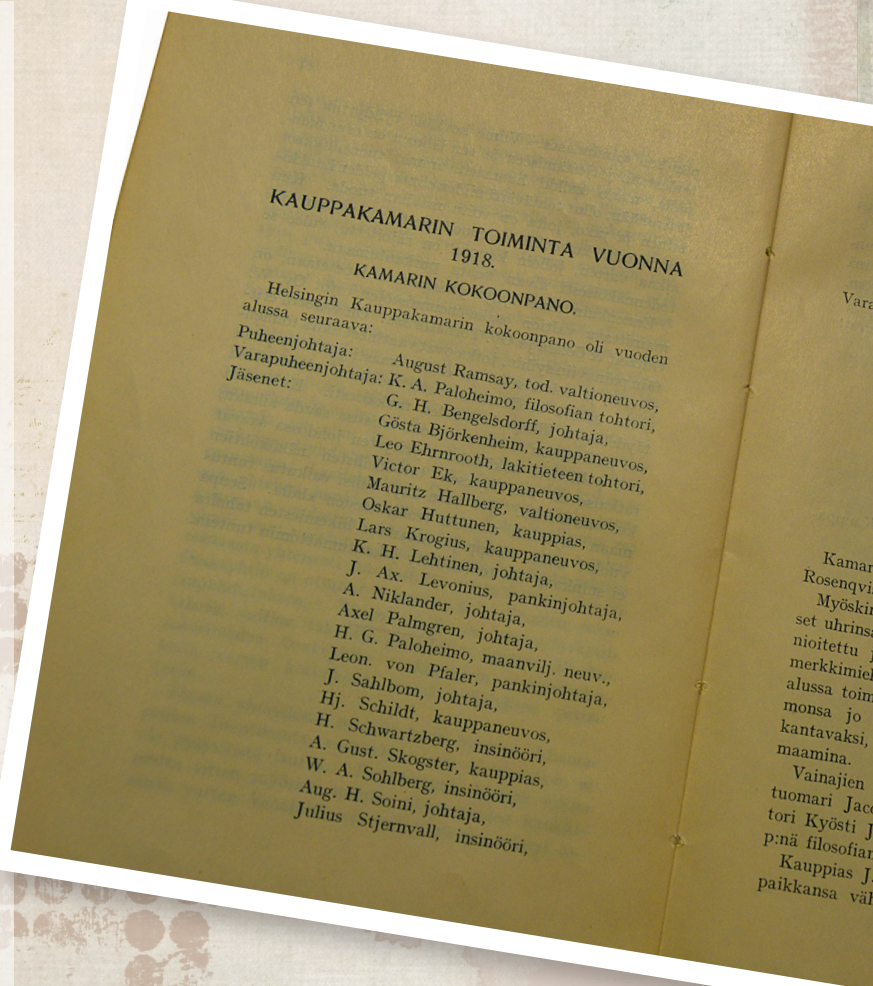 KAUPPAKAMARIN TOIMINTA VUONNA
1918.
KAMARIN KOKOONPANO.
Helsingin Kauppakamarin kokoonpano oli vuoden
alussa seuraava:
Puheenjohtaja: August Ramsay, tod. valtioneuvos,
Varapuheenjohtaja: K. A. Paloheimo, filosofian tohtori,
Jäsenet: G. H. Bengelsdorff, johtaja,
Gösta Björkenheim, kauppaneuvos,
Leo Ehrnrooth, lakitieteen tohtori,
Victor Ek, kauppaneuvos,
Mauritz Hallberg, valtioneuvos,
Oskar Huttunen, kauppias,
Lars Krogius, kauppaneuvos,
K. H. Lehtinen, johtaja,
J. Ax. Levonius, pankinjohtaja,
A. Niklander, johtaja,
Axel Palmgren, johtaja,
H. G. Paloheimo, maanvilj. neuv.,
Leon. von Pfaler, pankinjohtaja,
J. Sahlbom, johtaja,
Hj. Schildt, kauppaneuvos,
H. Schwartzberg, insinööri,
A. Gust. Skogster, kauppias,
W. A. Sohlberg, insinööri,
Aug. H. Soini, johtaja,
Julius Stjernvall, insinööri,
Vara
Kamar
Rosenqvi
Myöskin
set uhrinsa
nioitettu j
merkkimieh
alussa toim
monsa jo
kantavaksi,
maamina.
Vainajien
tuomari Jaco
tori Kyösti J
p:nä filosofian
Kauppias J.
paikkansa väh